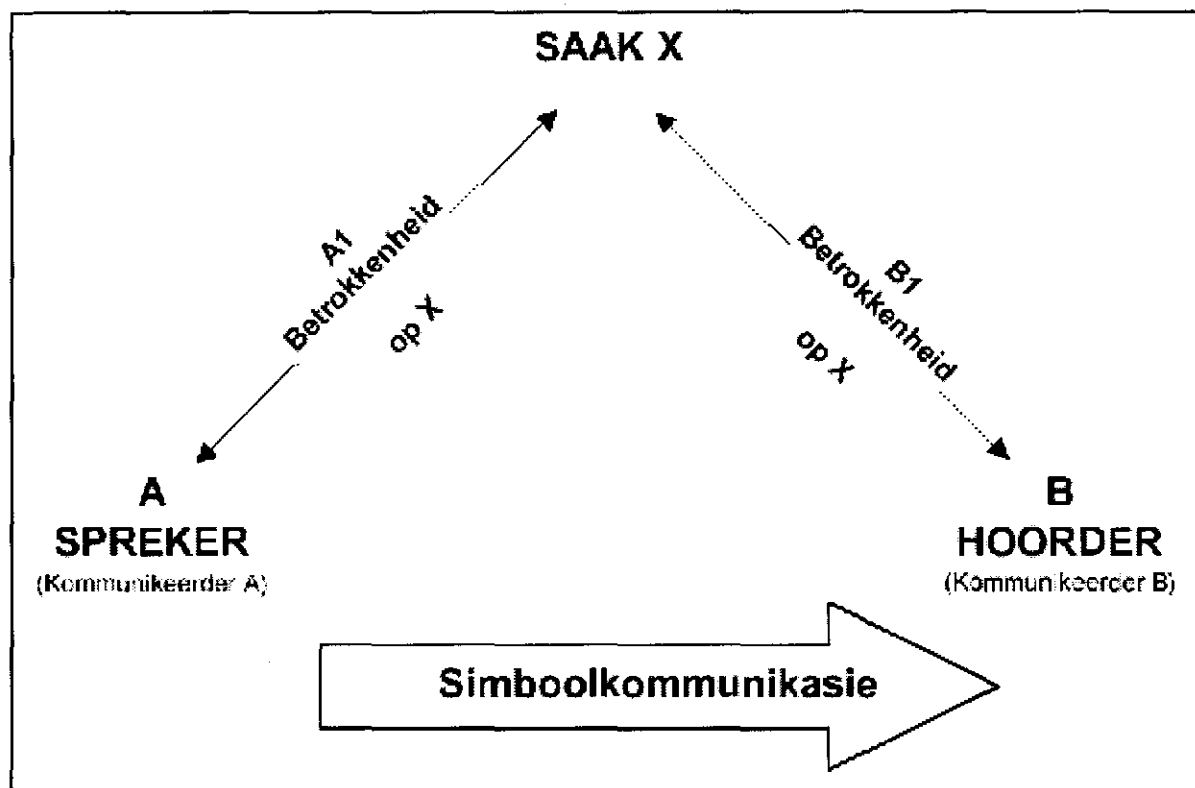 SAAK X
A1
Betrokkenheid
op X
B1
Betrokkenheid
op X
A
SPREKER
(Kommunikeerder A)
B
HOORDER
(Kommunikeerder B)
Simboolkommunikasie